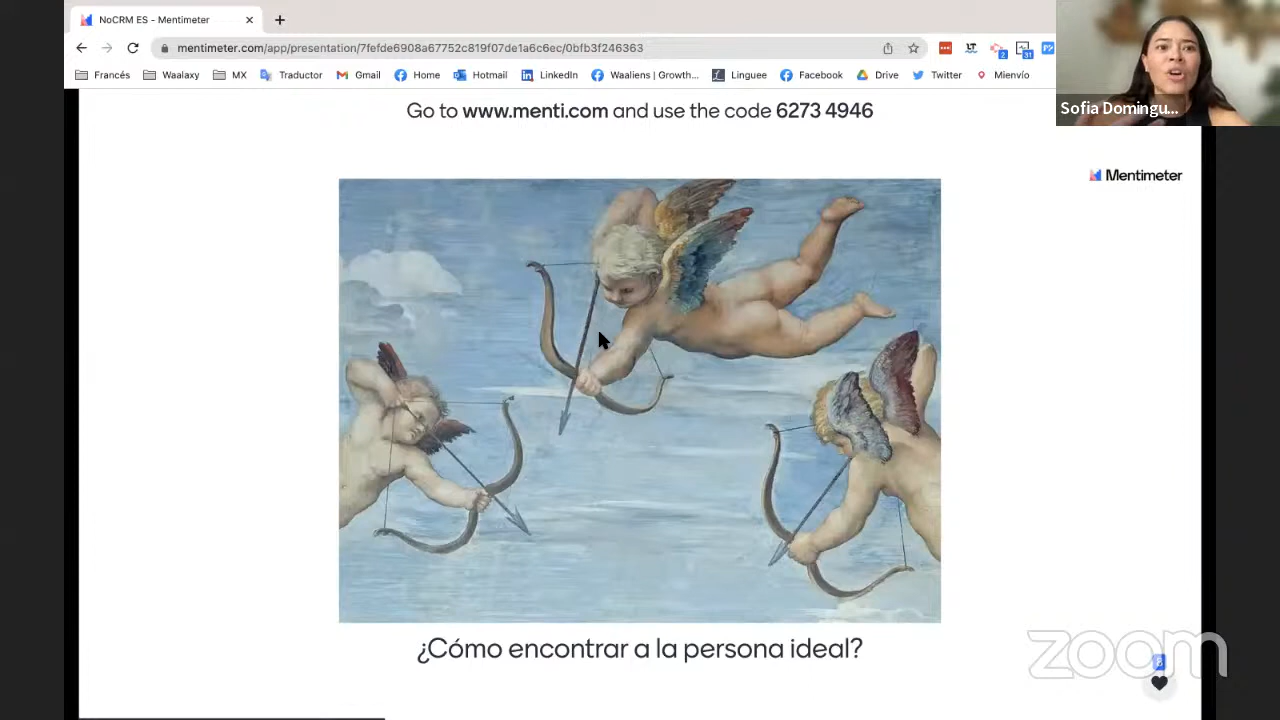 NoCRM ES - Mentimeter
mentimeter.com/app/presentation/7fefde6908a67752c819f07de1a6c6ec/0bfb3f246363
Francés Waalaxy MX Traductor Gmail Home Hotmail LinkedIn Waaliens | Growth... Linguee Facebook Drive Twitter Mienvío
Sofia Domingu...
Go to www.menti.com and use the code 6273 4946
Mentimeter
¿Cómo encontrar a la persona ideal?
zoom
8